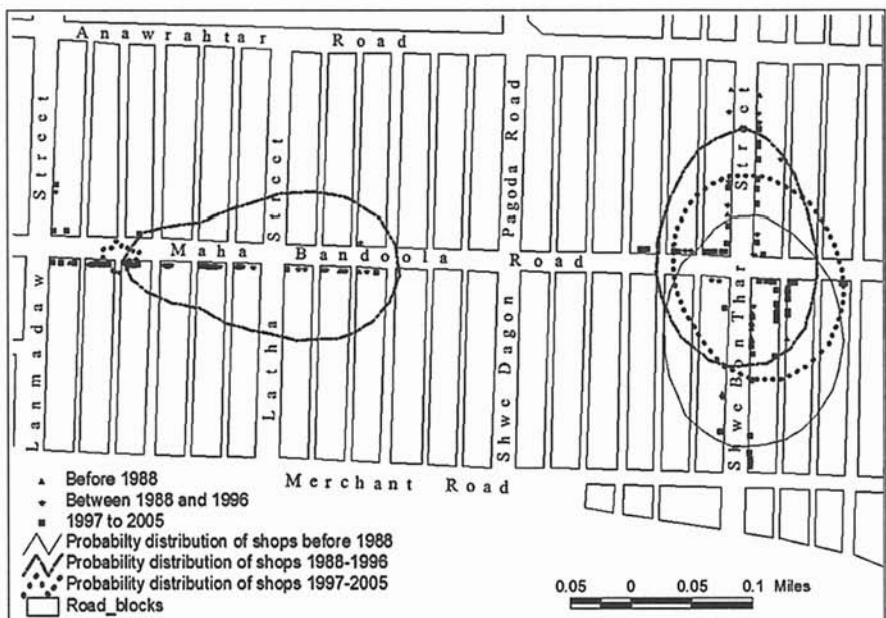 Anawrahtar Road
Lanmadaw Street
Latha Street
Shwe Dagon Pagoda Road
Shwe Bon Thar Street
Maha Bandoola Road
Merchant Road
Before 1988
Between 1988 and 1996
1997 to 2005
Probabilty distribution of shops before 1988
Probability distribution of shops 1988-1996
Probability distribution of shops 1997-2005
Road_blocks
0.05 0 0.05 0.1 Miles